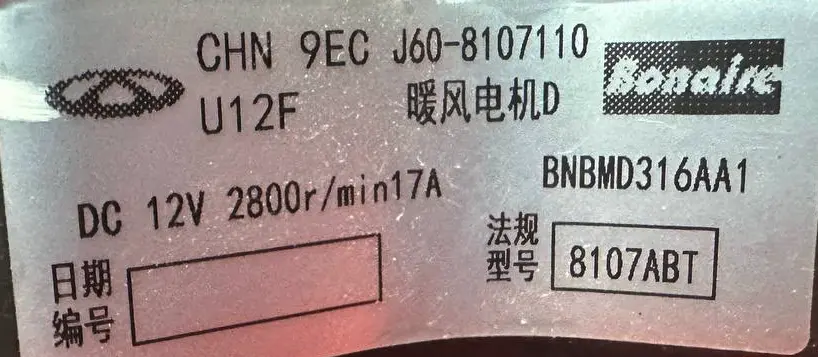 CHN 9EC J60-8107110
Bonaire
U12F 暖风电机D
BNBMD316AA1
DC 12V 2800r/min17A
法规
型号 8107ABT
日期
编号